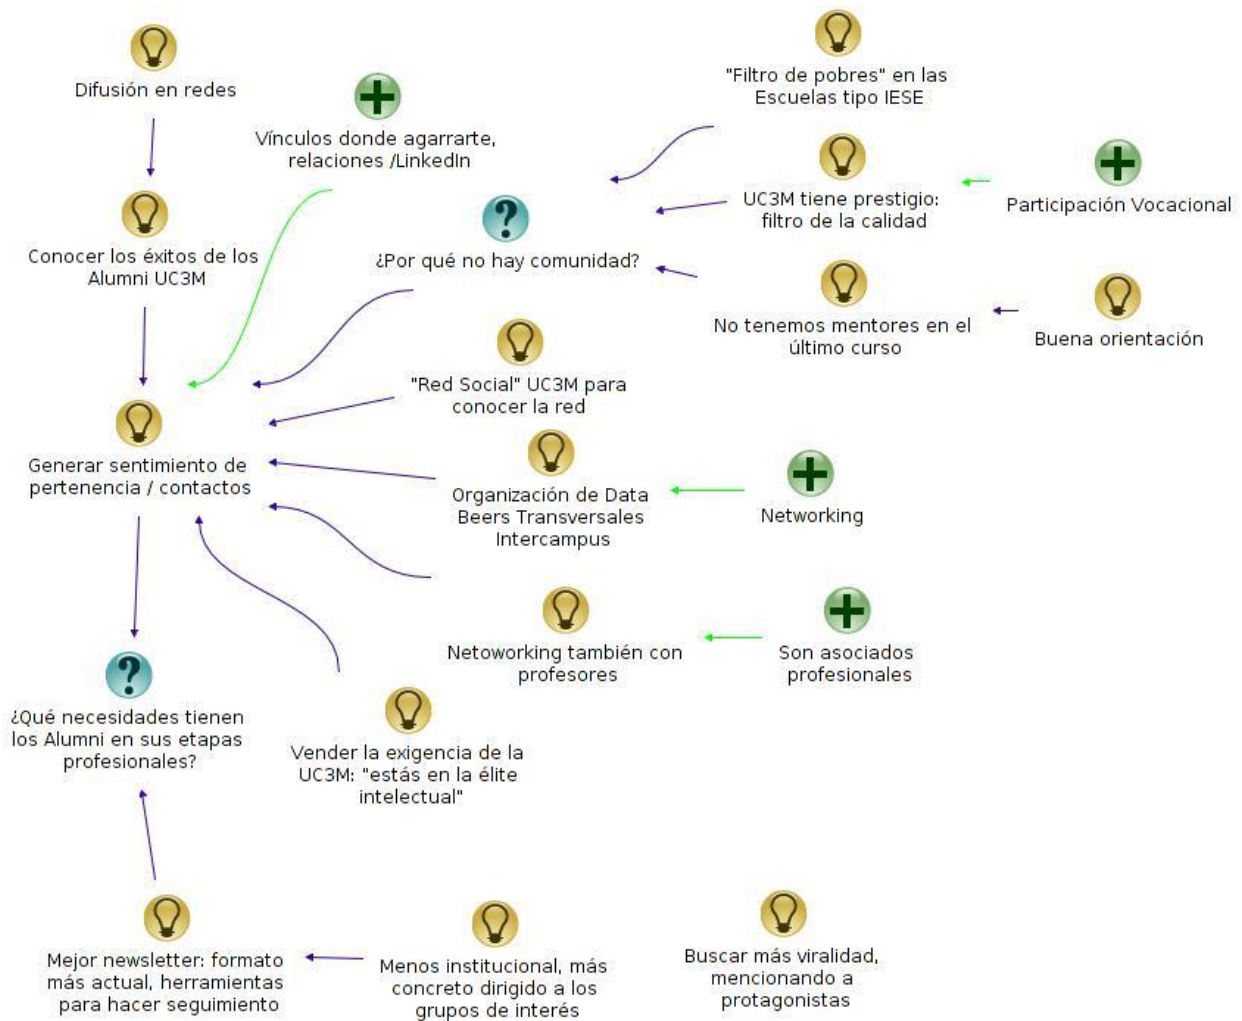 Difusión en redes
Vínculos donde agarrarte,
relaciones /LinkedIn
"Filtro de pobres" en las
Escuelas tipo IESE
UC3M tiene prestigio:
filtro de la calidad
Participación Vocacional
Conocer los éxitos de los
Alumni UC3M
¿Por qué no hay comunidad?
No tenemos mentores en el
último curso
Buena orientación
"Red Social" UC3M para
conocer la red
Generar sentimiento de
pertenencia / contactos
Organización de Data
Beers Transversales
Intercampus
Networking
Netoworking también con
profesores
Son asociados
profesionales
¿Qué necesidades tienen
los Alumni en sus etapas
profesionales?
Vender la exigencia de la
UC3M: "estás en la élite
intelectual"
Mejor newsletter: formato
más actual, herramientas
para hacer seguimiento
Menos institucional, más
concreto dirigido a los
grupos de interés
Buscar más viralidad,
mencionando a
protagonistas